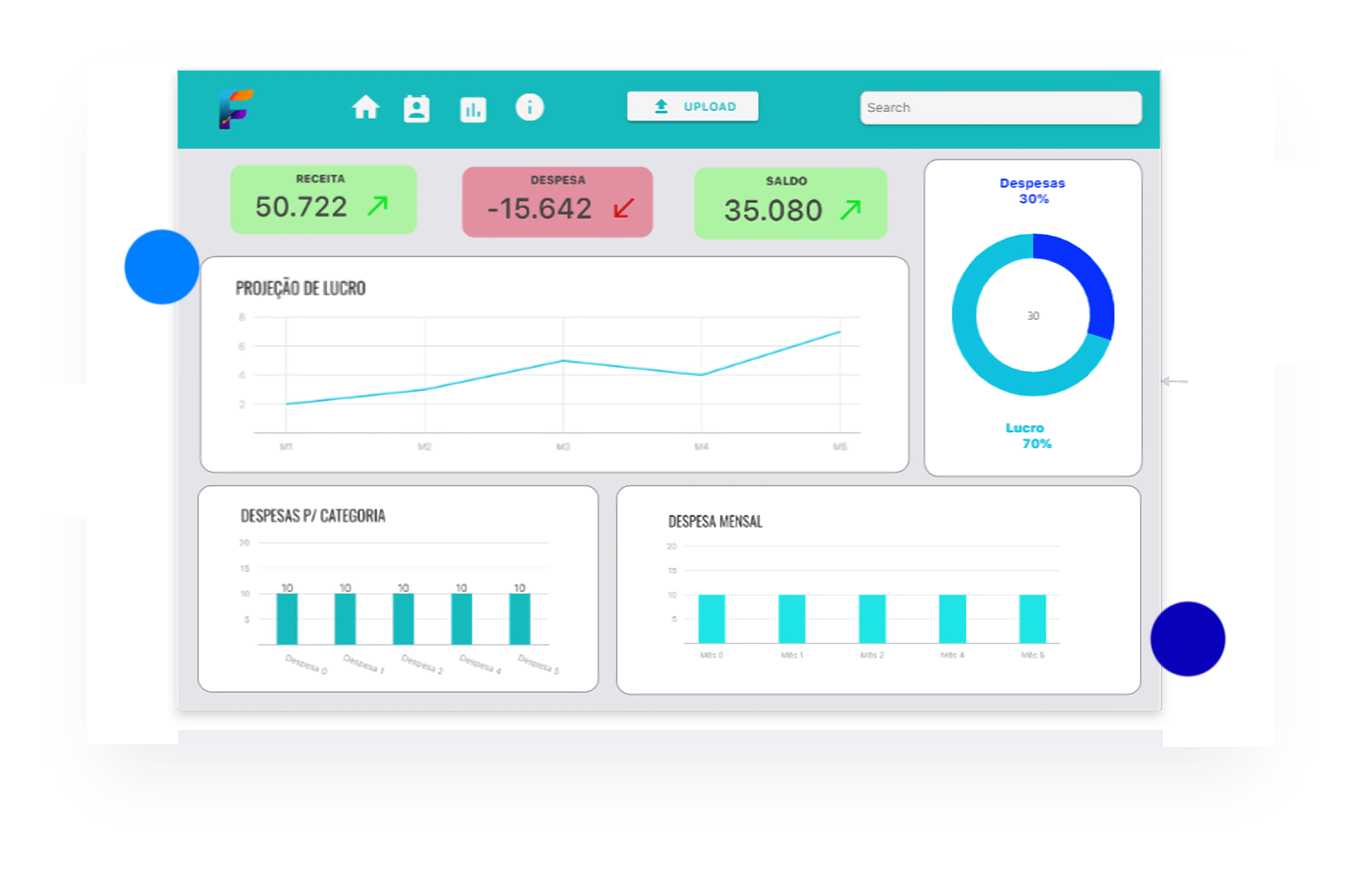 F
UPLOAD
Search
RECEITA
50.722
DESPESA
-15.642
SALDO
35.080
Despesas
30%
30
Lucro
70%
PROJEÇÃO DE LUCRO
8
6
4
2
M1 M2 M3 M4 M5
DESPESAS P/ CATEGORIA
20
15
10
5
10 10 10 10 10
Despesa 0 Despesa 1 Despesa 2 Despesa 4 Despesa 5
DESPESA MENSAL
20
15
10
5
Mês 0 Mês 1 Mês 2 Mês 4 Mês 5